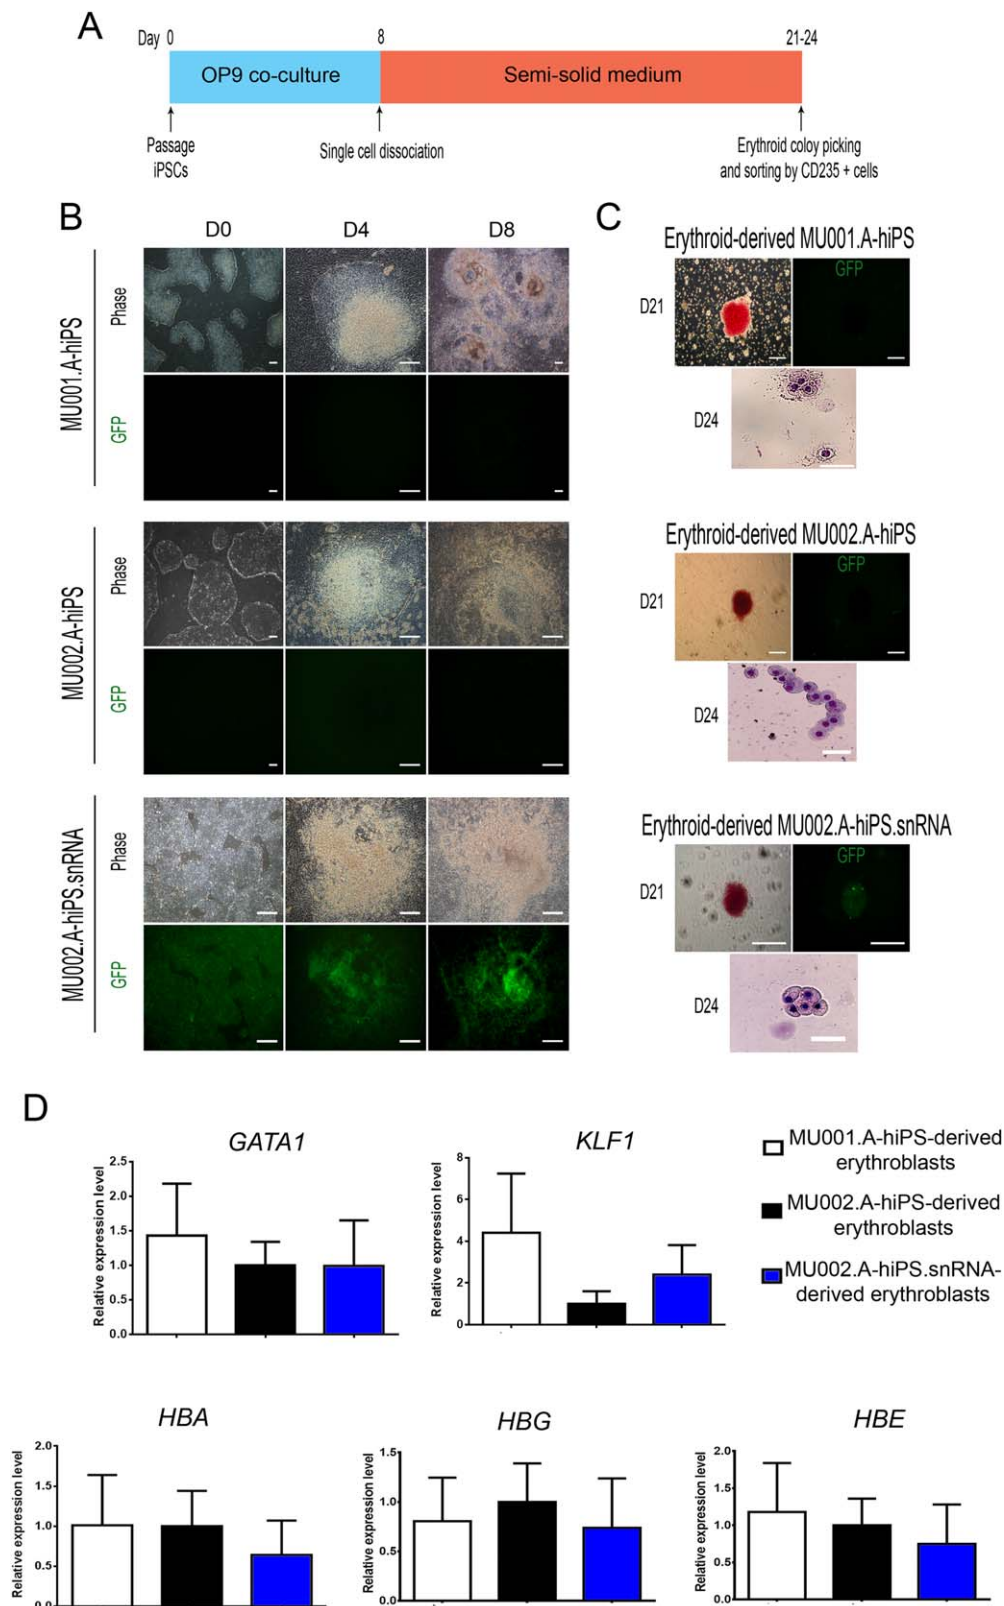 A
Day 0 8 21-24
OP9 co-culture Semi-solid medium
Passage
iPSCs
Single cell dissociation
Erythroid coloy picking
and sorting by CD235 + cells
B
D0 D4 D8
MU001.A-hiPS
Phase
GFP
MU002.A-hiPS
Phase
GFP
MU002.A-hiPS.snRNA
Phase
GFP
C
Erythroid-derived MU001.A-hiPS
GFP
D21
D24
Erythroid-derived MU002.A-hiPS
GFP
D21
D24
Erythroid-derived MU002.A-hiPS.snRNA
GFP
D21
D24
D
GATA1
Relative expression level
2.5
2.0
1.5
1.0
0.5
0.0
KLF1
Relative expression level
8
6
4
2
0
MU001.A-hiPS-derived
erythroblasts
MU002.A-hiPS-derived
erythroblasts
MU002.A-hiPS.snRNA-
derived erythroblasts
HBA
Relative expression level
2.0
1.5
1.0
0.5
0.0
HBG
Relative expression level
1.5
1.0
0.5
0.0
HBE
Relative expression level
2.0
1.5
1.0
0.5
0.0